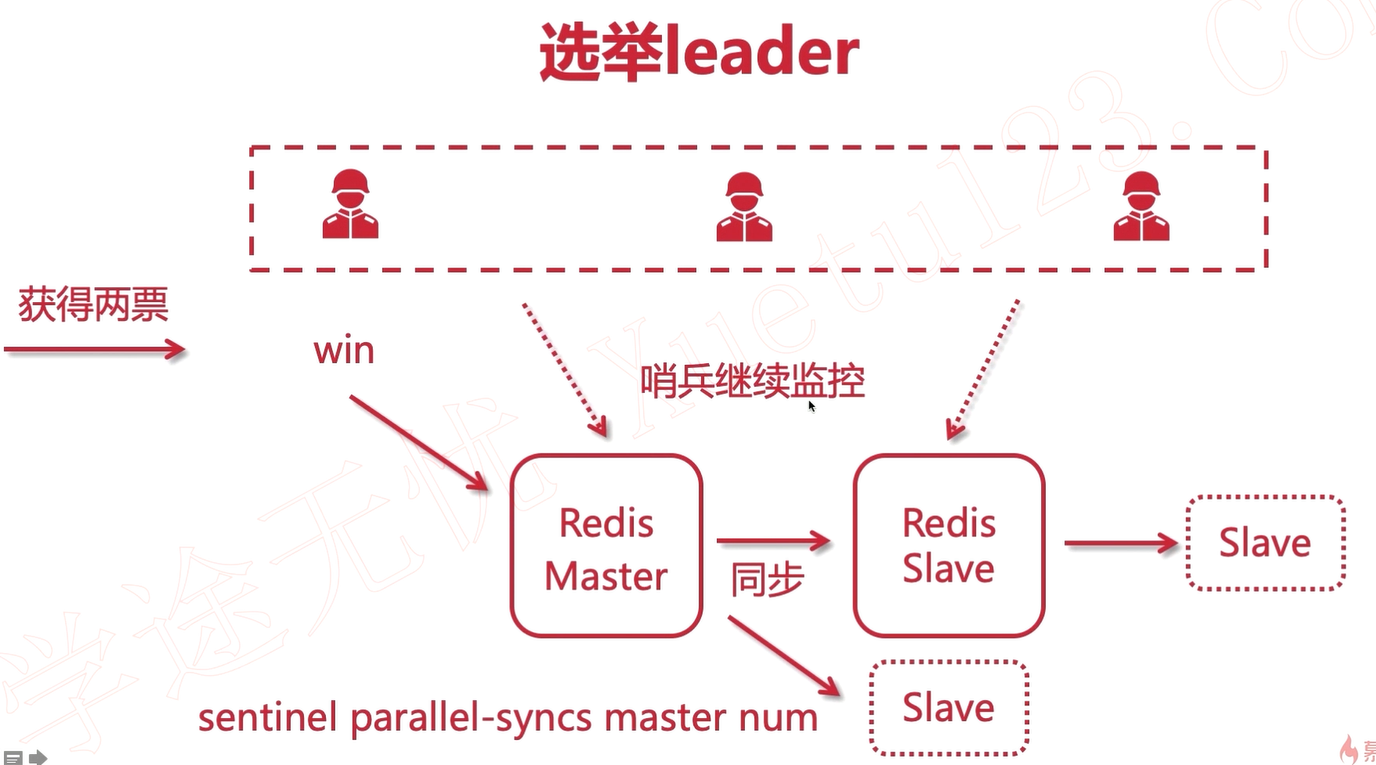 选举leader
获得两票
win
哨兵继续监控
Redis
Master
同步
Redis
Slave
Slave
Slave
sentinel parallel-syncs master num
学途无忧 Xuetu123.Com